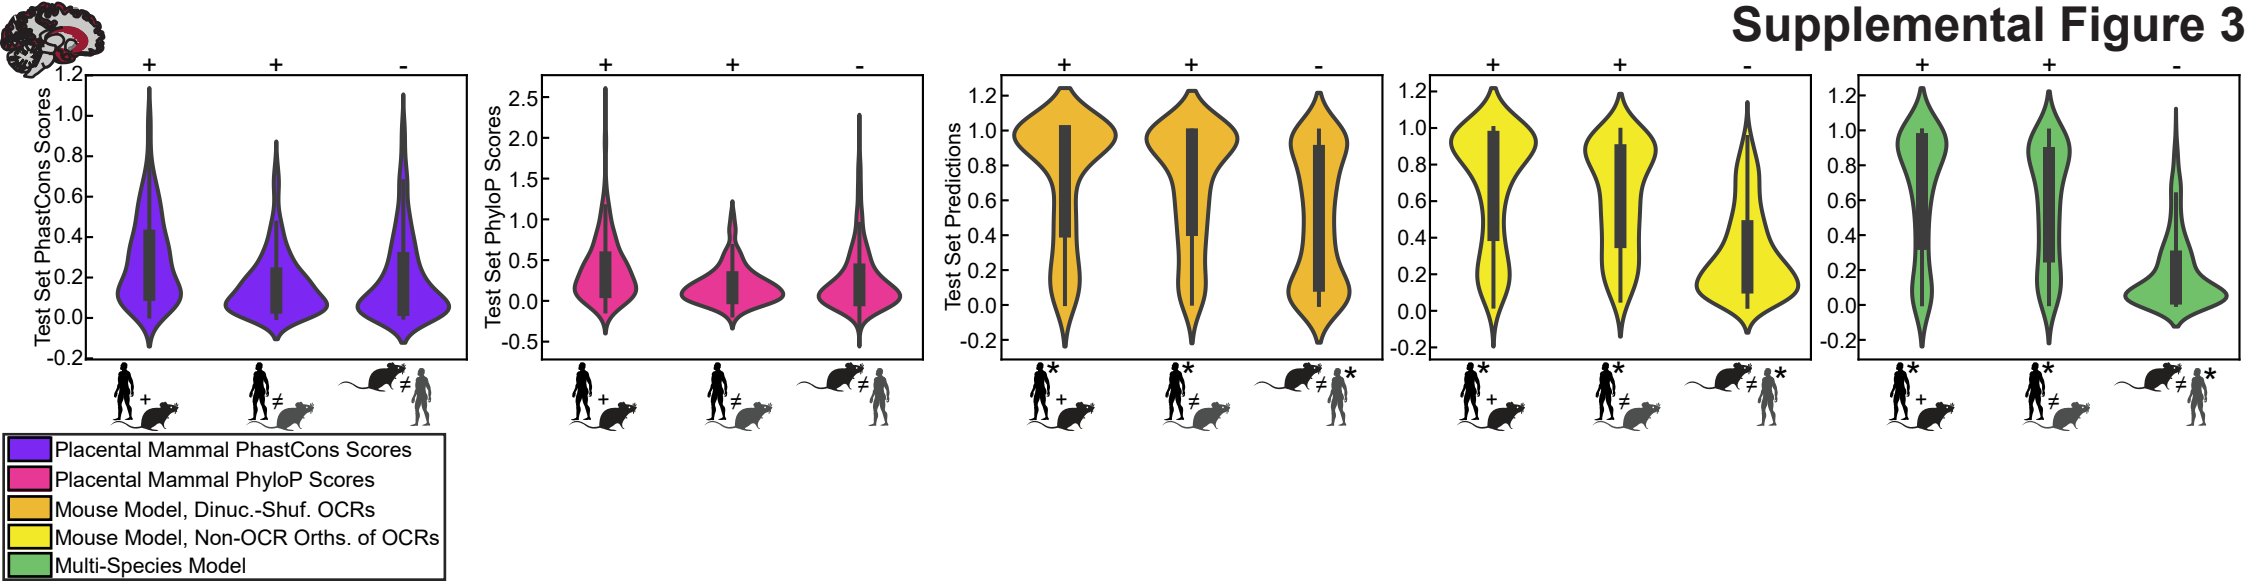 Supplemental Figure 3
+ + -
Test Set PhastCons Scores
1.2
1.0
0.8
0.6
0.4
0.2
0.0
-0.2
+ ≠ ≠
+ + -
Test Set PhyloP Scores
2.5
2.0
1.5
1.0
0.5
0.0
-0.5
+ ≠ ≠
+ + -
Test Set Predictions
1.2
1.0
0.8
0.6
0.4
0.2
0.0
-0.2
* * *
+ ≠ ≠
+ + -
1.2
1.0
0.8
0.6
0.4
0.2
0.0
-0.2
* * *
+ ≠ ≠
+ + -
1.2
1.0
0.8
0.6
0.4
0.2
0.0
-0.2
* * *
+ ≠ ≠
Placental Mammal PhastCons Scores
Placental Mammal PhyloP Scores
Mouse Model, Dinuc.-Shuf. OCRs
Mouse Model, Non-OCR Orths. of OCRs
Multi-Species Model